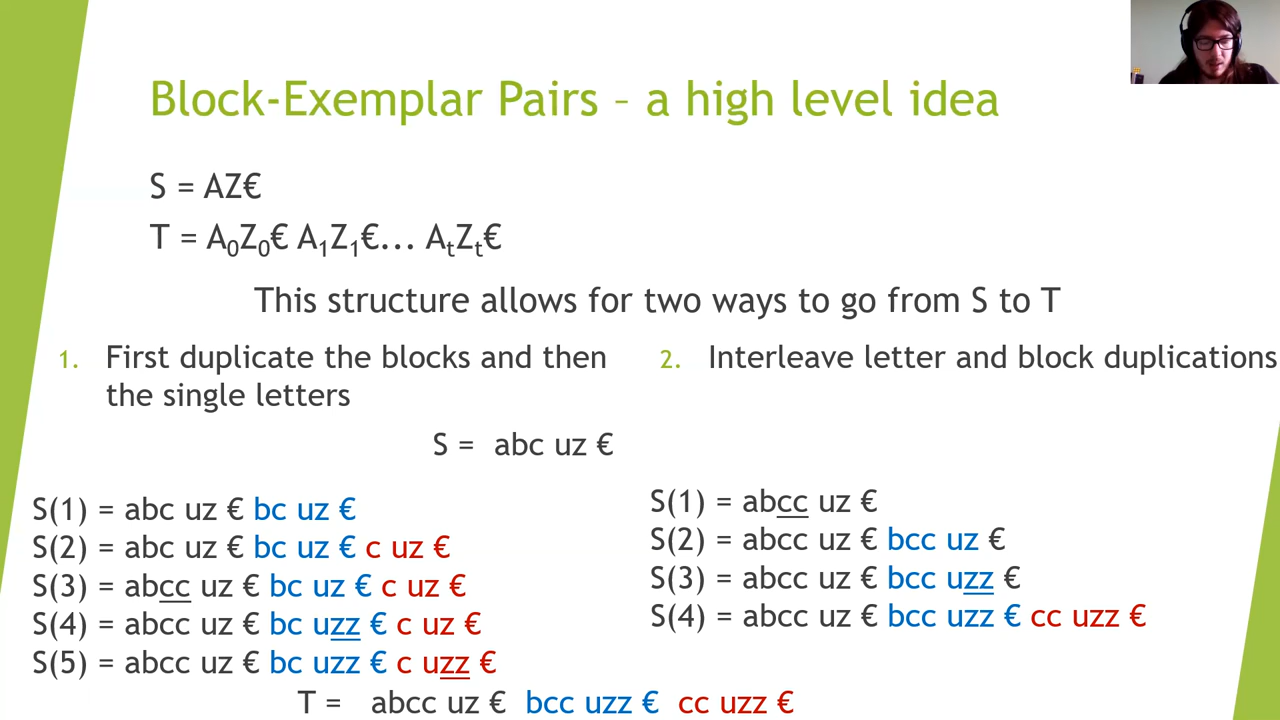 Block-Exemplar Pairs – a high level idea
S = AZ€
T = A₀Z₀€ A₁Z₁€... AₜZₜ€
This structure allows for two ways to go from S to T
1. First duplicate the blocks and then
the single letters
2. Interleave letter and block duplications
S = abc uz €
S(1) = abc uz € bc uz €
S(2) = abc uz € bc uz € c uz €
S(3) = abcc uz € bc uz € c uz €
S(4) = abcc uz € bc uzz € c uz €
S(5) = abcc uz € bc uzz € c uzz €
S(1) = abcc uz €
S(2) = abcc uz € bcc uz €
S(3) = abcc uz € bcc uzz €
S(4) = abcc uz € bcc uzz € cc uzz €
T = abcc uz € bcc uzz € cc uzz €